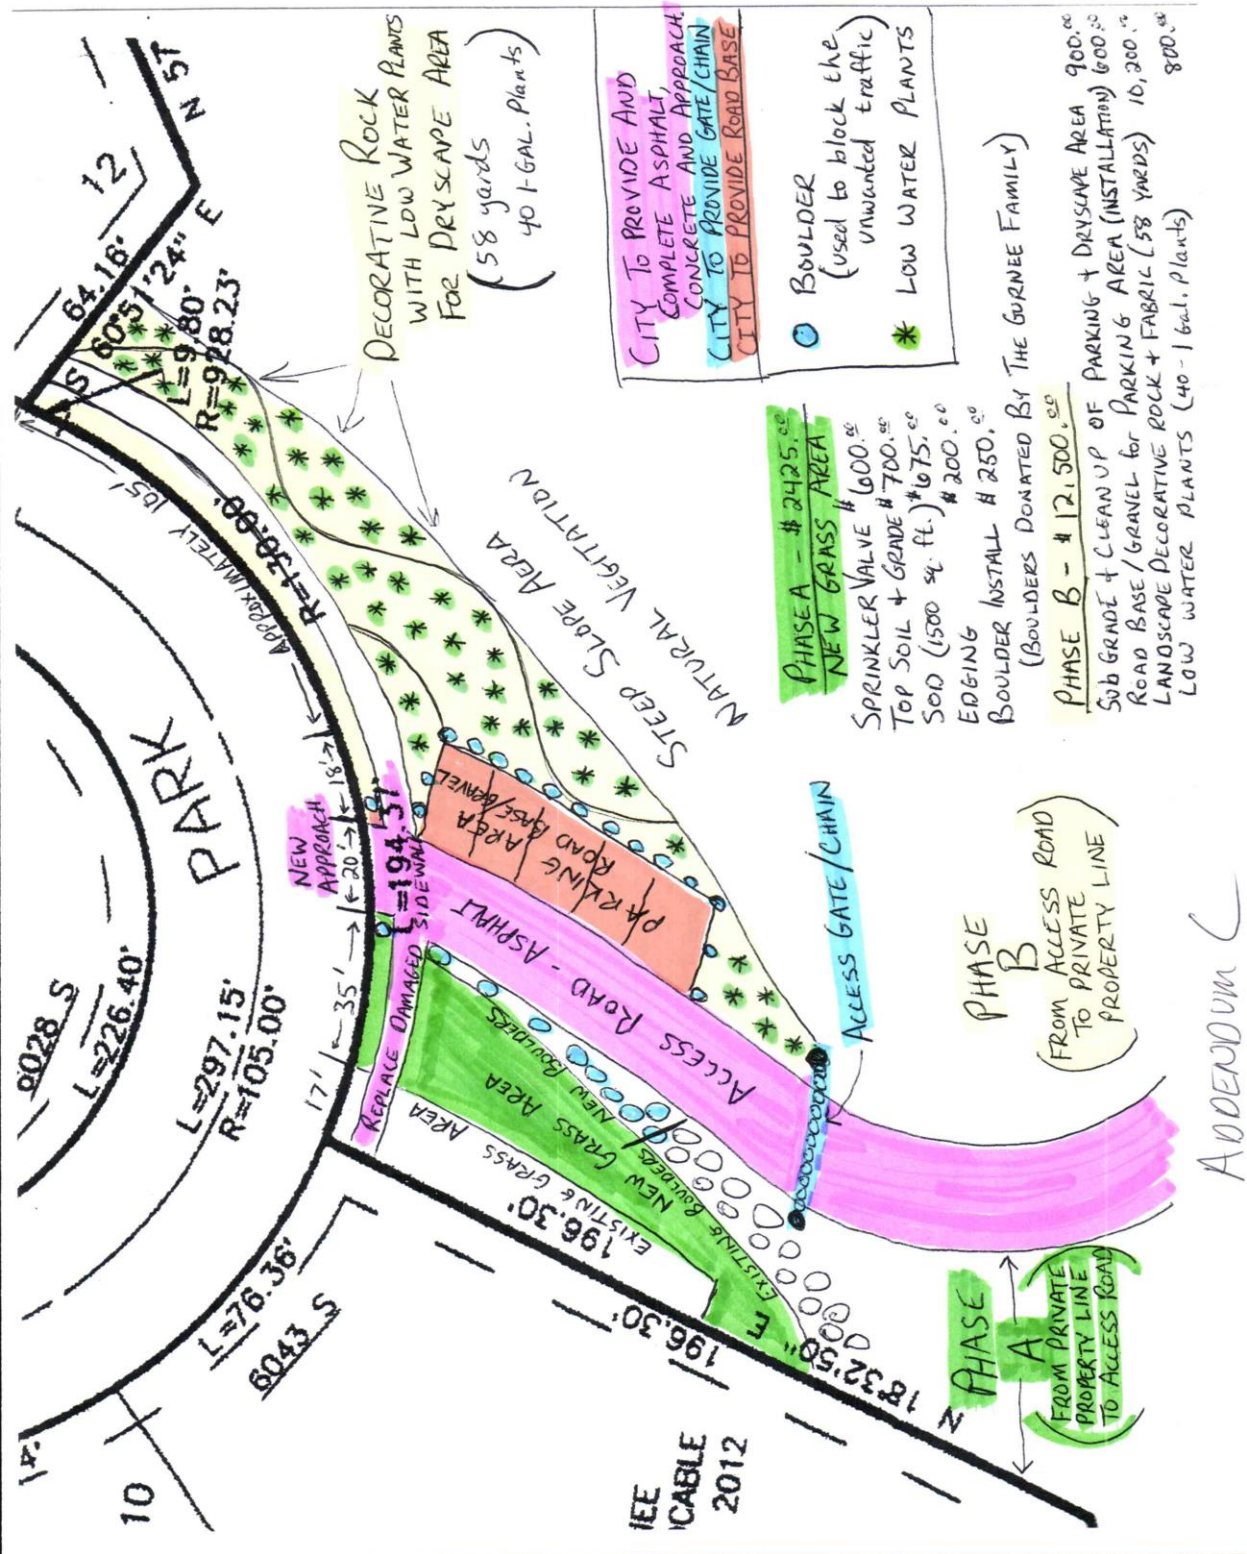 12
N 5T
64.16'
60°51'24" E
L=9.80'
R=928.23'
S
DECORATIVE ROCK
WITH LOW WATER PLANTS
FOR DRYSCAPE AREA
(58 yards
40 1-GAL. Plants)
CITY TO PROVIDE AND
COMPLETE ASPHALT,
CONCRETE AND APPROACH.
CITY TO PROVIDE GATE/CHAIN
CITY TO PROVIDE ROAD BASE
BOULDER
(used to block the
unwanted traffic)
LOW WATER PLANTS
APPROXIMATELY 105'
R=130.00'
STEEP SLOPE AERA
NATURAL VEGITATION
PARK
NEW
APPROACH
17'
35'
20'
18'
L=194.51'
REPLACE DAMAGED SIDEWALK
PARKING AREA
ROAD BASE/GRAVEL
ACCESS ROAD - ASPHALT
ACCESS GATE/CHAIN
NEW GRASS AREA
NEW GRASS AREA
EXISTING GRASS AREA
EXISTING BOULDERS/NEW BOULDERS
6028 S
L=226.40'
L=297.15'
R=105.00'
L=76.36'
6043 S
196.30'
196.30'
N 18°32'50" E
10
IEE
ICABLE
2012
PHASE A - $2425.00
NEW GRASS AREA
SPRINKLER VALVE $600.00
TOP SOIL + GRADE $700.00
SOD (1500 sq. ft.) $675.00
EDGING $200.00
BOULDER INSTALL $250.00
(BOULDERS DONATED BY THE GURNEE FAMILY)
PHASE B - $12,500.00
SUB GRADE + CLEAN UP OF PARKING + DRYSCAPE AREA 900.00
ROAD BASE/GRAVEL for PARKING AREA (INSTALLATION) 600.00
LANDSCAPE DECORATIVE ROCK + FABRIC (58 YARDS) 10,200.00
LOW WATER PLANTS (40 - 1 Gal. Plants) 800.00
PHASE
B
(FROM ACCESS ROAD
TO PRIVATE
PROPERTY LINE)
PHASE
A
(FROM PRIVATE
PROPERTY LINE
TO ACCESS ROAD)
ADDENDUM C